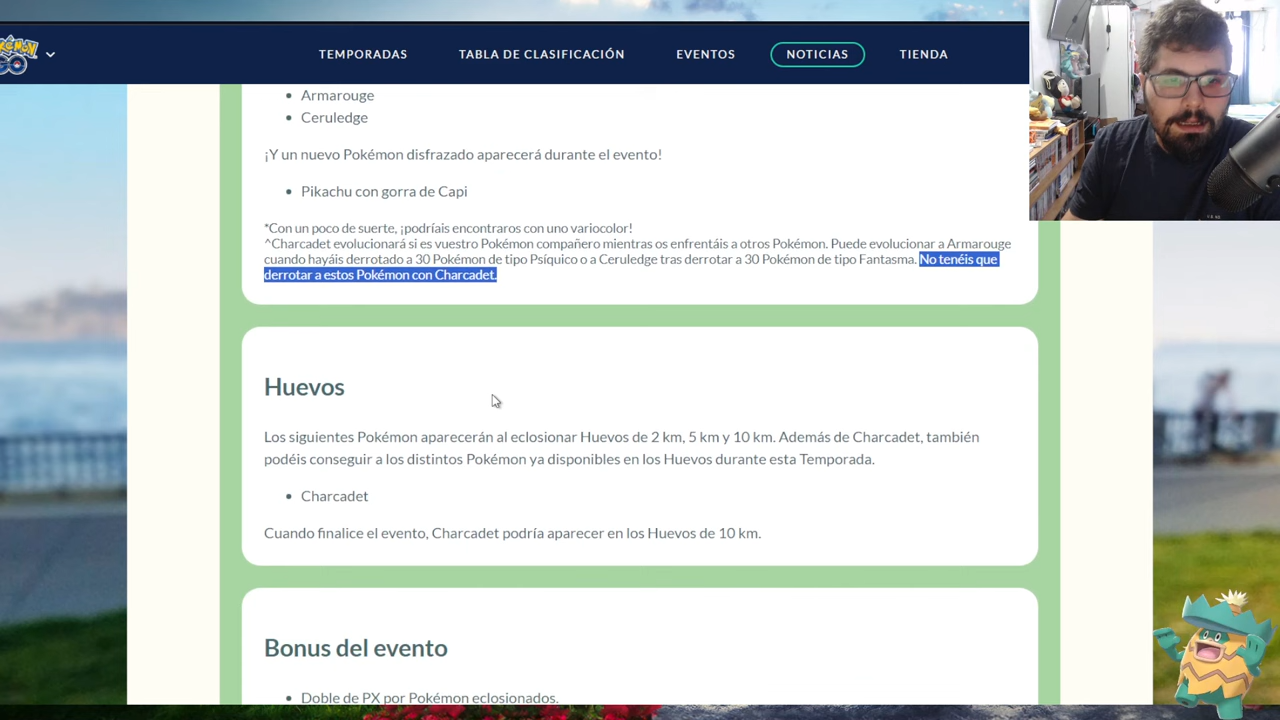 TEMPORADAS
TABLA DE CLASIFICACIÓN
EVENTOS
NOTICIAS
TIENDA
Armarouge
Ceruledge
¡Y un nuevo Pokémon disfrazado aparecerá durante el evento!
Pikachu con gorra de Capi
*Con un poco de suerte, ¡podríais encontraros con uno variocolor!
^Charcadet evolucionará si es vuestro Pokémon compañero mientras os enfrentáis a otros Pokémon. Puede evolucionar a Armarouge
cuando hayáis derrotado a 30 Pokémon de tipo Psíquico o a Ceruledge tras derrotar a 30 Pokémon de tipo Fantasma. No tenéis que
derrotar a estos Pokémon con Charcadet.
Huevos
Los siguientes Pokémon aparecerán al eclosionar Huevos de 2 km, 5 km y 10 km. Además de Charcadet, también
podéis conseguir a los distintos Pokémon ya disponibles en los Huevos durante esta Temporada.
Charcadet
Cuando finalice el evento, Charcadet podría aparecer en los Huevos de 10 km.
Bonus del evento
Doble de PX por Pokémon eclosionados.